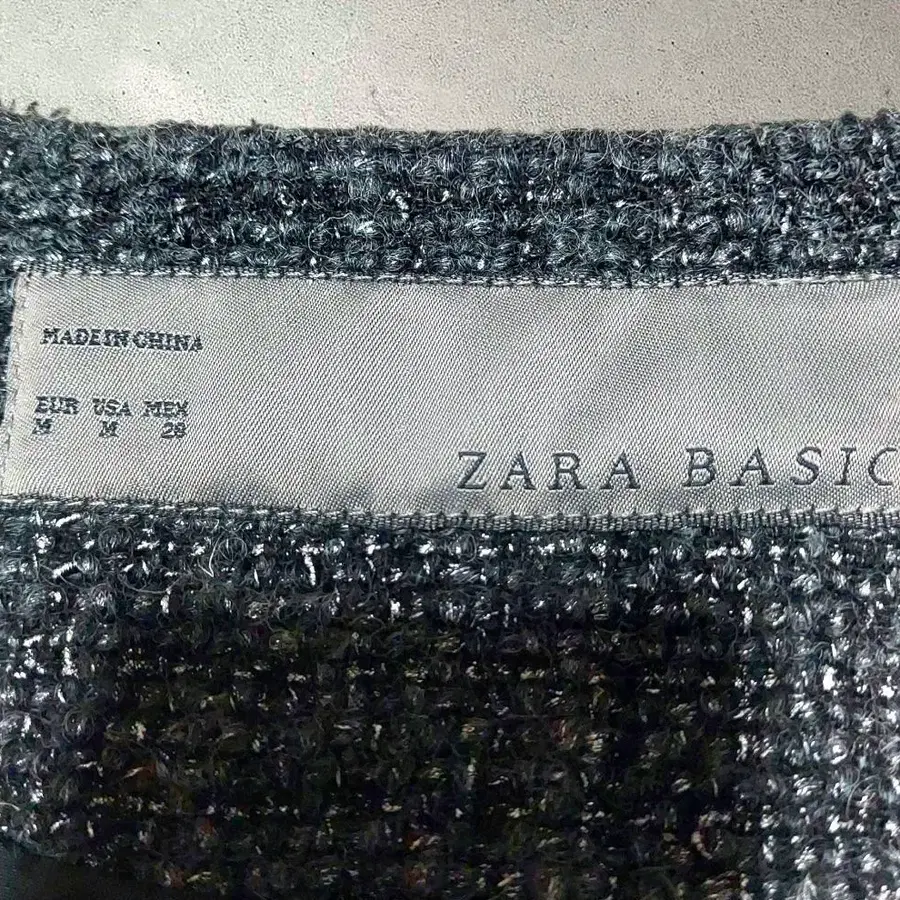 MADE IN CHINA
EUR USA MEX
M M 28
ZARA BASIC